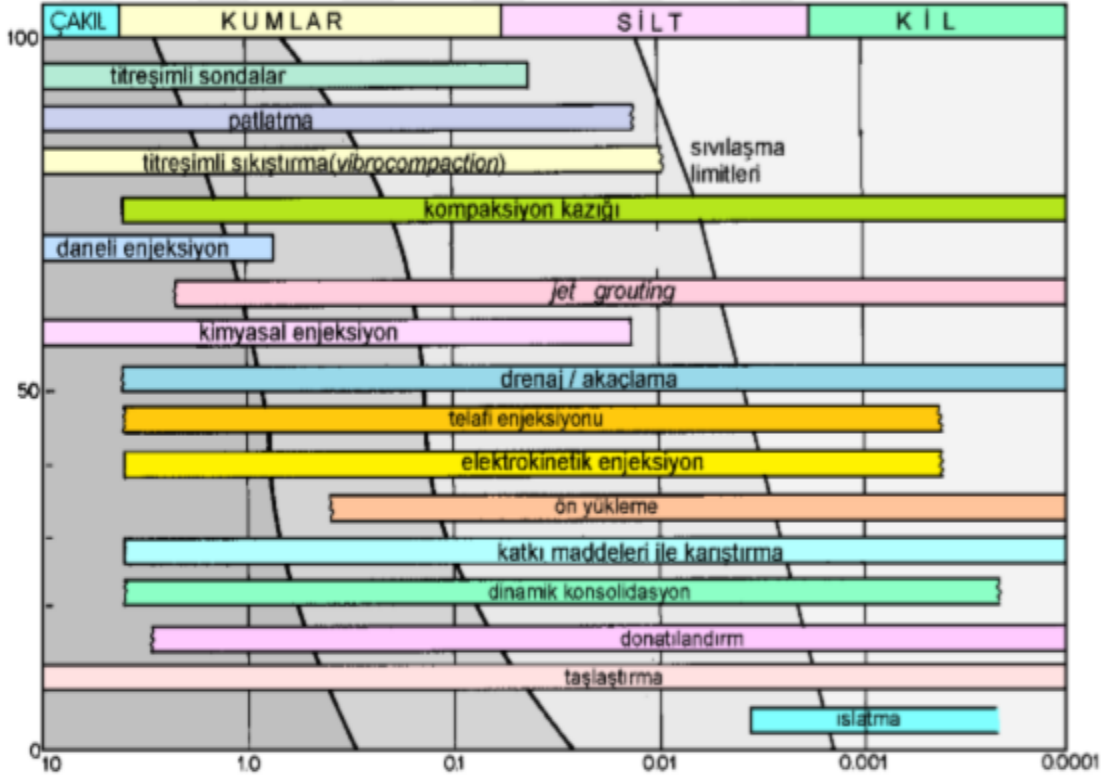 ÇAKIL KUMLAR SİLT KİL
100
titreşimli sondalar
patlatma
titreşimli sıkıştırma(vibrocompaction)
sıvılaşma
limitleri
kompaksiyon kazığı
daneli enjeksiyon
jet grouting
kimyasal enjeksiyon
drenaj / akaçlama
50
telafi enjeksiyonu
elektrokinetik enjeksiyon
ön yükleme
katkı maddeleri ile karıştırma
dinamik konsolidasyon
donatılandırm
taşlaştırma
ıslatma
0
10 1.0 0.1 0.01 0.001 0.0001